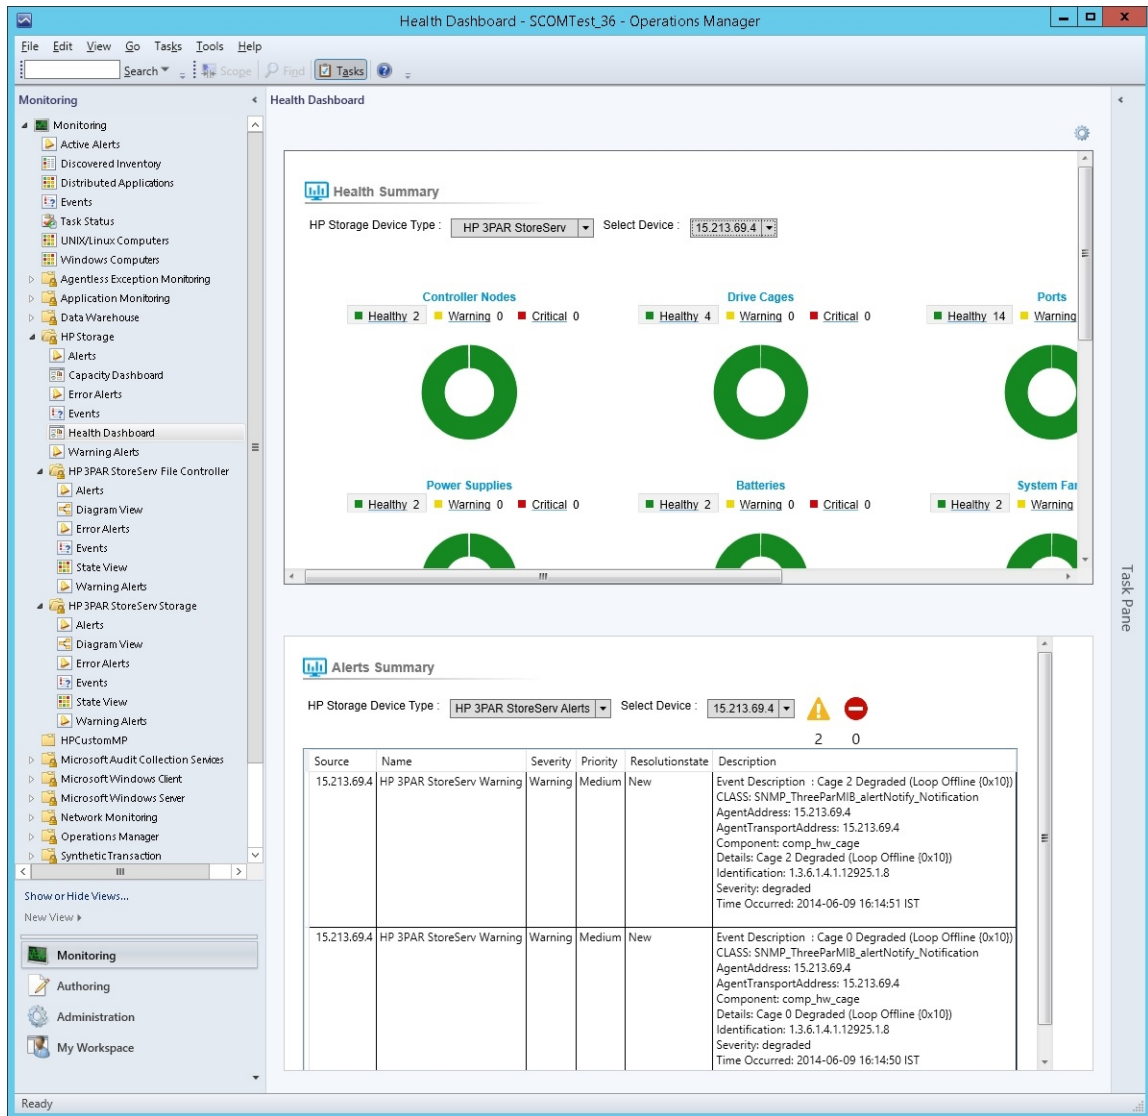 Health Dashboard - SCOMTest_36 - Operations Manager
File Edit View Go Tasks Tools Help
Search Scope Find Tasks
Monitoring
Monitoring
Active Alerts
Discovered Inventory
Distributed Applications
Events
Task Status
UNIX/Linux Computers
Windows Computers
Agentless Exception Monitoring
Application Monitoring
Data Warehouse
HP Storage
Alerts
Capacity Dashboard
Error Alerts
Events
Health Dashboard
Warning Alerts
HP 3PAR StoreServ File Controller
Alerts
Diagram View
Error Alerts
Events
State View
Warning Alerts
HP 3PAR StoreServ Storage
Alerts
Diagram View
Error Alerts
Events
State View
Warning Alerts
HPCustomMP
Microsoft Audit Collection Services
Microsoft Windows Client
Microsoft Windows Server
Network Monitoring
Operations Manager
Synthetic Transaction
Show or Hide Views...
New View
Monitoring
Authoring
Administration
My Workspace
Health Dashboard
Health Summary
HP Storage Device Type : HP 3PAR StoreServ Select Device : 15.213.69.4
Controller Nodes Drive Cages Ports
Healthy 2 Warning 0 Critical 0 Healthy 4 Warning 0 Critical 0 Healthy 14 Warning
Power Supplies Batteries System Fan
Healthy 2 Warning 0 Critical 0 Healthy 2 Warning 0 Critical 0 Healthy 2 Warning
Alerts Summary
HP Storage Device Type : HP 3PAR StoreServ Alerts Select Device : 15.213.69.4
2 0
Source Name Severity Priority Resolutionstate Description
15.213.69.4 HP 3PAR StoreServ Warning Warning Medium New Event Description : Cage 2 Degraded (Loop Offline {0x10})
CLASS: SNMP_ThreeParMIB_alertNotify_Notification
AgentAddress: 15.213.69.4
AgentTransportAddress: 15.213.69.4
Component: comp_hw_cage
Details: Cage 2 Degraded (Loop Offline {0x10})
Identification: 1.3.6.1.4.1.12925.1.8
Severity: degraded
Time Occurred: 2014-06-09 16:14:51 IST
15.213.69.4 HP 3PAR StoreServ Warning Warning Medium New Event Description : Cage 0 Degraded (Loop Offline {0x10})
CLASS: SNMP_ThreeParMIB_alertNotify_Notification
AgentAddress: 15.213.69.4
AgentTransportAddress: 15.213.69.4
Component: comp_hw_cage
Details: Cage 0 Degraded (Loop Offline {0x10})
Identification: 1.3.6.1.4.1.12925.1.8
Severity: degraded
Time Occurred: 2014-06-09 16:14:50 IST
Task Pane
Ready